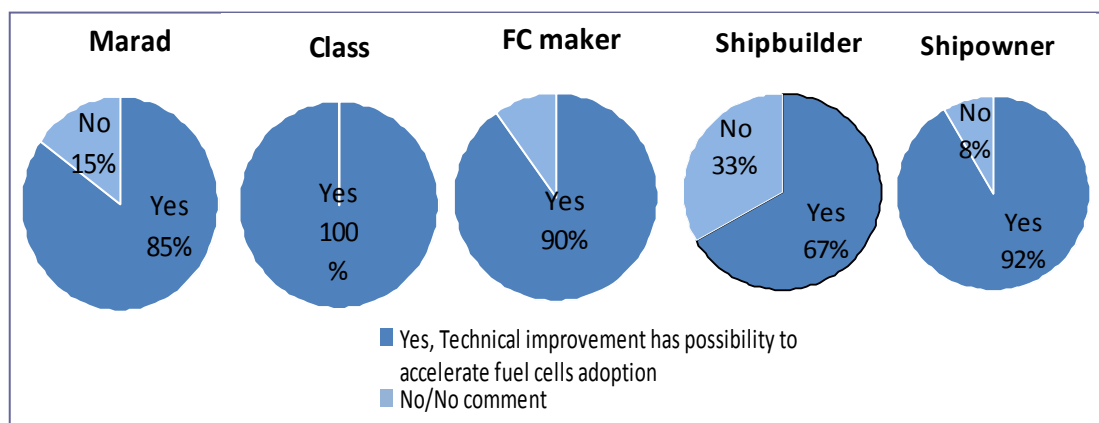 Marad
Class
FC maker
Shipbuilder
Shipowner
No
15%
Yes
85%
Yes
100
%
Yes
90%
No
33%
Yes
67%
No
8%
Yes
92%
Yes, Technical improvement has possibility to
accelerate fuel cells adoption
No/No comment